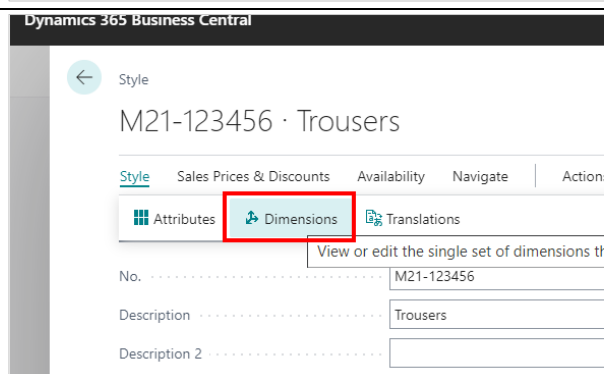 Dynamics 365 Business Central
Style
M21-123456 · Trousers
Style Sales Prices & Discounts Availability Navigate Actions
Attributes Dimensions Translations
View or edit the single set of dimensions th
No. M21-123456
Description Trousers
Description 2